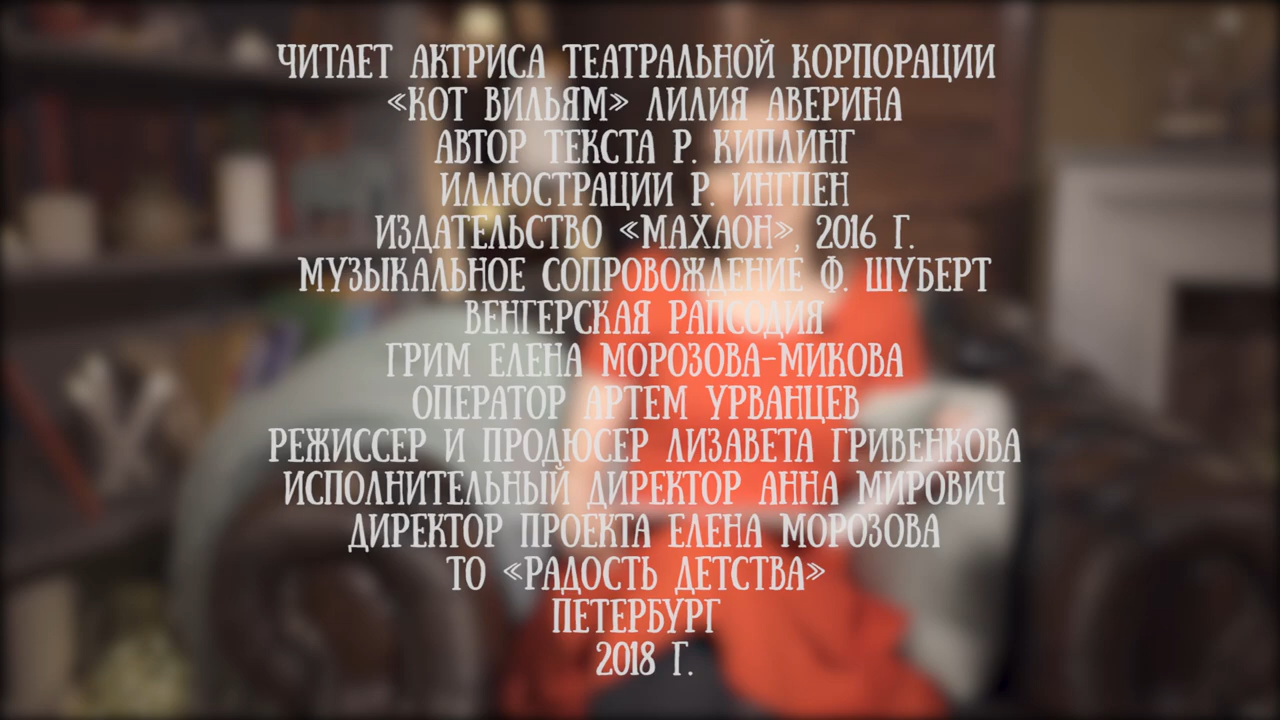 ЧИТАЕТ АКТРИСА ТЕАТРАЛЬНОЙ КОРПОРАЦИИ
«КОТ ВИЛЬЯМ» ЛИЛИЯ АВЕРИНА
АВТОР ТЕКСТА Р. КИПЛИНГ
ИЛЛЮСТРАЦИИ Р. ИНГПЕН
ИЗДАТЕЛЬСТВО «МАХАОН», 2016 Г.
МУЗЫКАЛЬНОЕ СОПРОВОЖДЕНИЕ Ф. ШУБЕРТ
ВЕНГЕРСКАЯ РАПСОДИЯ
ГРИМ ЕЛЕНА МОРОЗОВА-МИКОВА
ОПЕРАТОР АРТЕМ УРВАНЦЕВ
РЕЖИССЕР И ПРОДЮСЕР ЛИЗАВЕТА ГРИВЕНКОВА
ИСПОЛНИТЕЛЬНЫЙ ДИРЕКТОР АННА МИРОВИЧ
ДИРЕКТОР ПРОЕКТА ЕЛЕНА МОРОЗОВА
ТО «РАДОСТЬ ДЕТСТВА»
ПЕТЕРБУРГ
2018 Г.